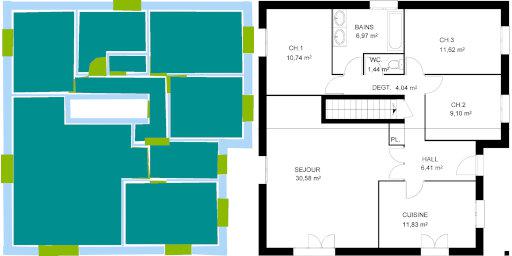 BAINS
6,97 m²
CH.1
10,74 m²
CH.3
11,62 m²
WC.
1,44 m²
DEGT. 4,04 m²
CH.2
9,10 m²
PL.
HALL
6,41 m²
SEJOUR
30,58 m²
CUISINE
11,83 m²